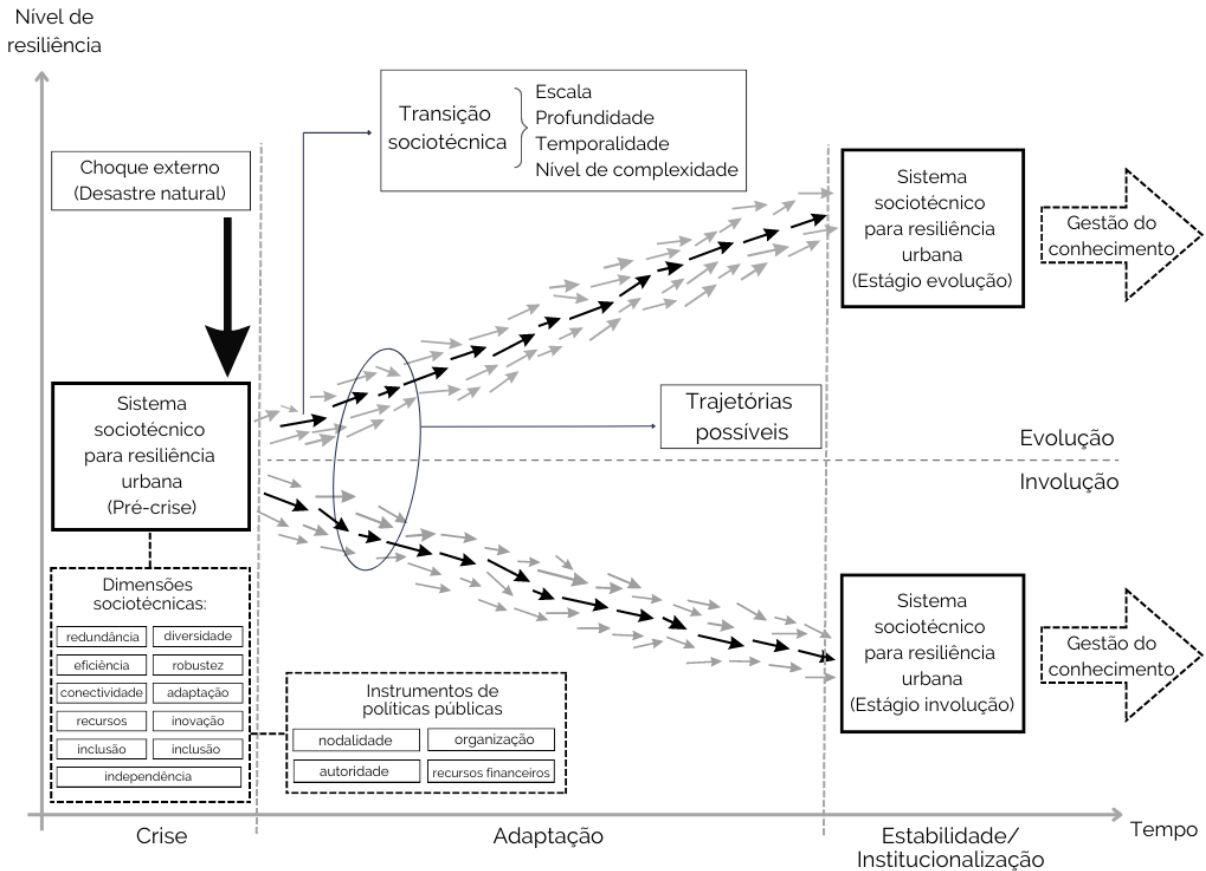 Nível de
resiliência
Choque externo
(Desastre natural)
Transição
sociotécnica
Escala
Profundidade
Temporalidade
Nível de complexidade
Sistema
sociotécnico
para resiliência
urbana
(Estágio evolução)
Gestão do
conhecimento
Sistema
sociotécnico
para resiliência
urbana
(Pré-crise)
Trajetórias
possíveis
Evolução
Involução
Dimensões
sociotécnicas:
redundância
diversidade
eficiência
robustez
conectividade
adaptação
recursos
inovação
inclusão
inclusão
independência
Instrumentos de
políticas públicas
nodalidade
organização
autoridade
recursos financeiros
Sistema
sociotécnico
para resiliência
urbana
(Estágio involução)
Gestão do
conhecimento
Crise
Adaptação
Estabilidade/
Institucionalização
Tempo